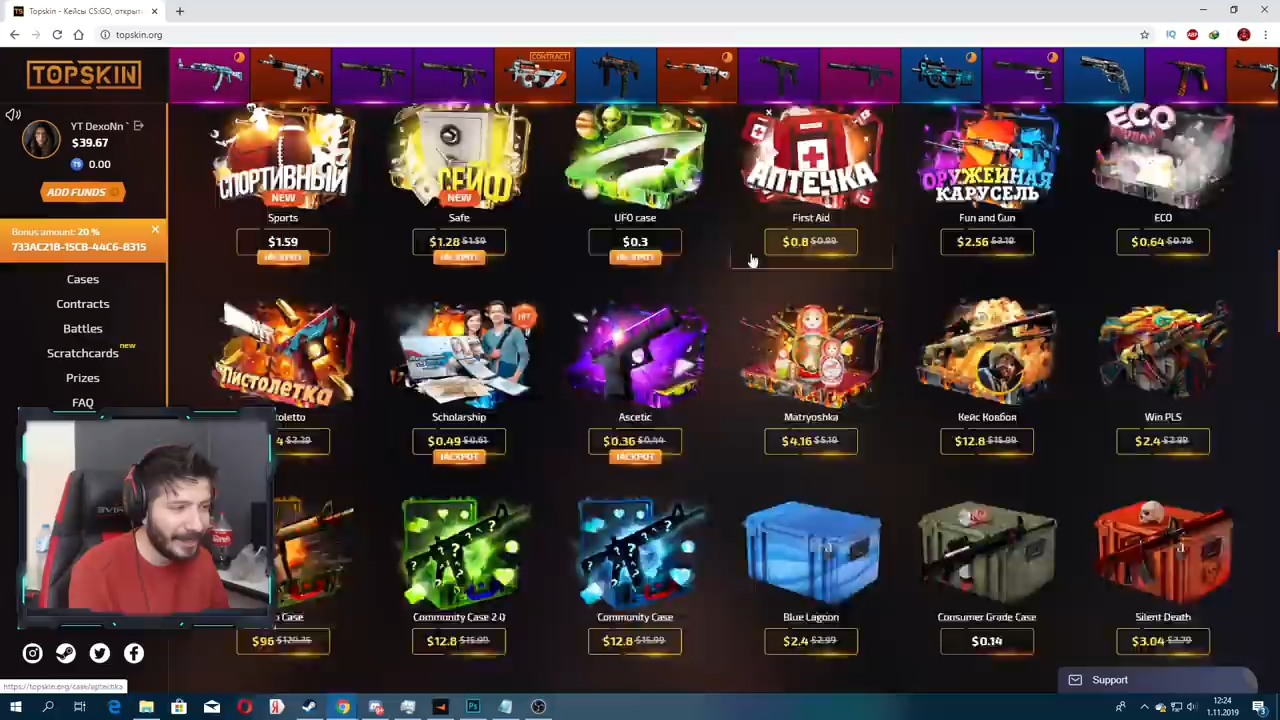 Topskin - Кейсы CS:GO, открыт
topskin.org
TOPSKIN
CONTRACT
YT DexoNn `
$39.67
TS 0.00
ADD FUNDS
Bonus amount: 20 %
733AC21B-15CB-44C6-B315
Cases
Contracts
Battles
Scratchcards new
Prizes
FAQ
СПОРТИВНЫЙ
NEW
Sports
$1.59
СЕЙФ
NEW
Safe
$1.28 $1.59
UFO case
$0.3
АПТЕЧКА
First Aid
$0.8 $0.99
ОРУЖЕЙНАЯ
КАРУСЕЛЬ
Fun and Gun
$2.56 $3.19
ECO
ECO
$0.64 $0.79
Пистолетка
toletto
4 $3.29
HIT
Scholarship
$0.49 $0.61
JACKPOT
Ascetic
$0.36 $0.44
JACKPOT
Matryoshka
$4.16 $5.19
Кейс Ковбоя
$12.8 $15.99
Win PLS
$2.4 $2.99
Case
$96
Community Case 2.0
$12.8 $15.99
Community Case
$12.8 $15.99
Blue Lagoon
$2.4 $2.99
Consumer Grade Case
$0.14
Silent Death
$3.04 $3.79
Support
https://topskin.org/case/aptechka
12:24
1.11.2019